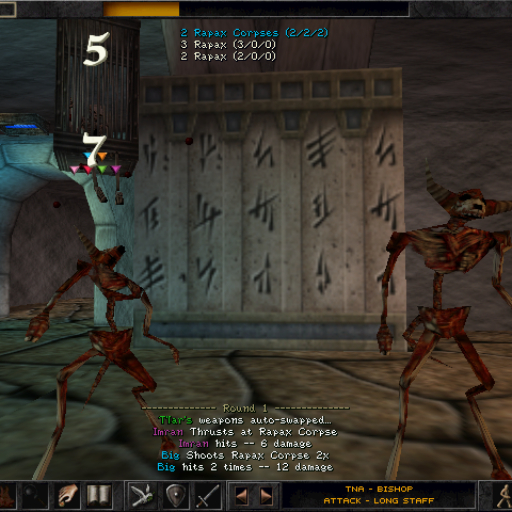 2 Rapax Corpses (2/2/2)
3 Rapax (3/0/0)
2 Rapax (2/0/0)
5
7
------------- Round 1 -------------
T'Tar's weapons auto-swapped...
Imran Thrusts at Rapax Corpse
Imran hits -- 6 damage
Big Shoots Rapax Corpse 2x
Big hits 2 times -- 12 damage
TNA - BISHOP
ATTACK - LONG STAFF